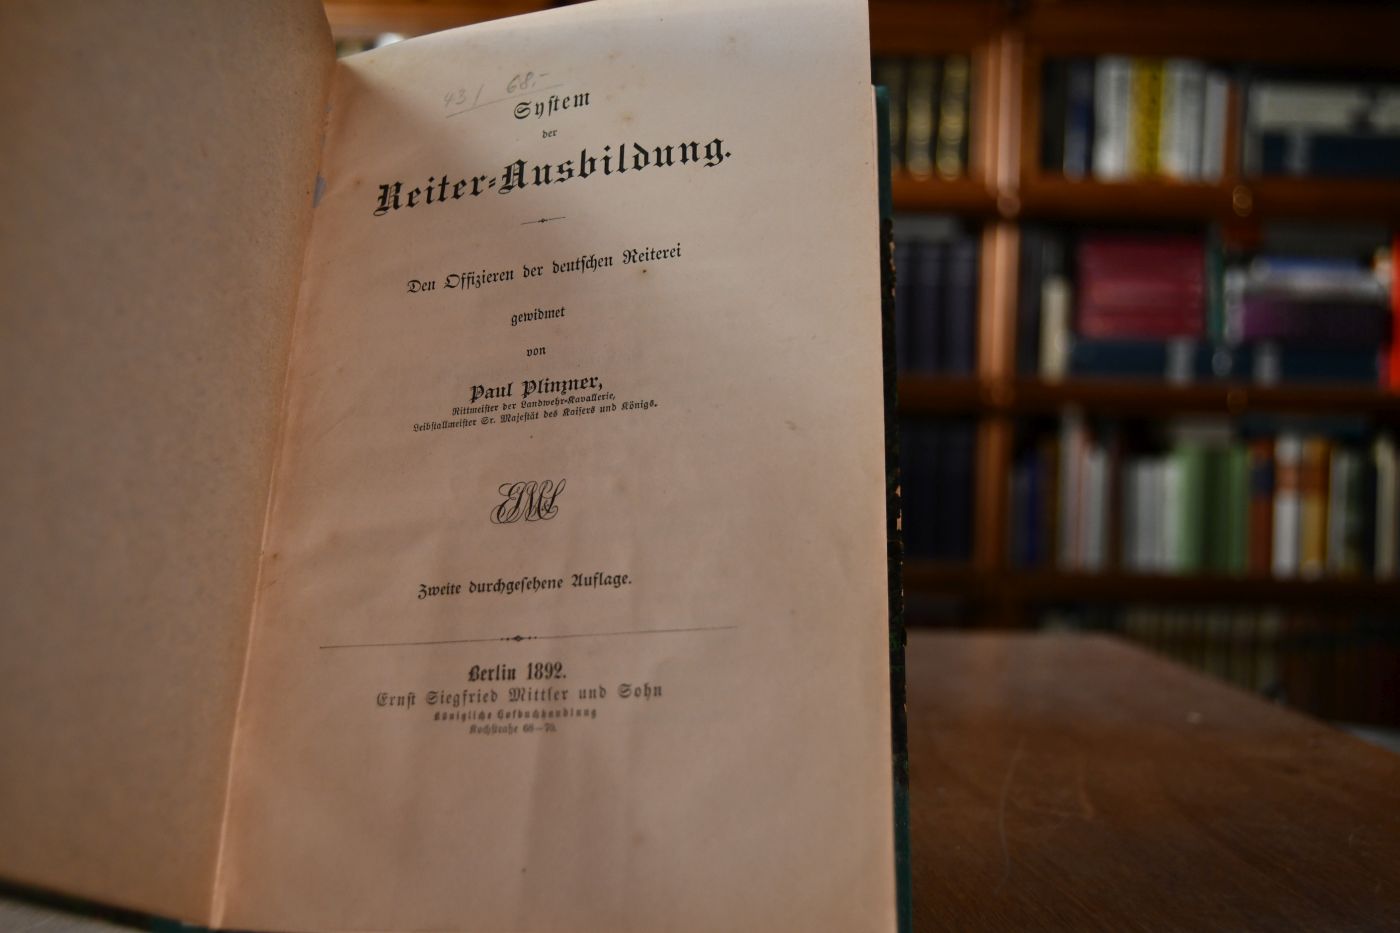 43/ 68.-
Syſtem
der
Reiter-Ausbildung.
Den Offizieren der deutſchen Reiterei
gewidmet
von
Paul Plinzner,
Rittmeiſter der Landwehr-Kavallerie,
Leibſtallmeiſter Sr. Majeſtät des Kaiſers und Königs.
Zweite durchgeſehene Auflage.
Berlin 1892.
Ernſt Siegfried Mittler und Sohn
Königliche Hofbuchhandlung
Kochſtraße 68—70.